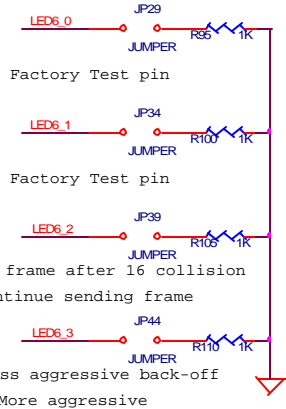 JP29
LED6_0
R95 1K
JUMPER
Factory Test pin
JP34
LED6_1
R100 1K
JUMPER
Factory Test pin
JP39
LED6_2
R105 1K
JUMPER
frame after 16 collision
ntinue sending frame
JP44
LED6_3
R110 1K
JUMPER
ss aggressive back-off
More aggressive